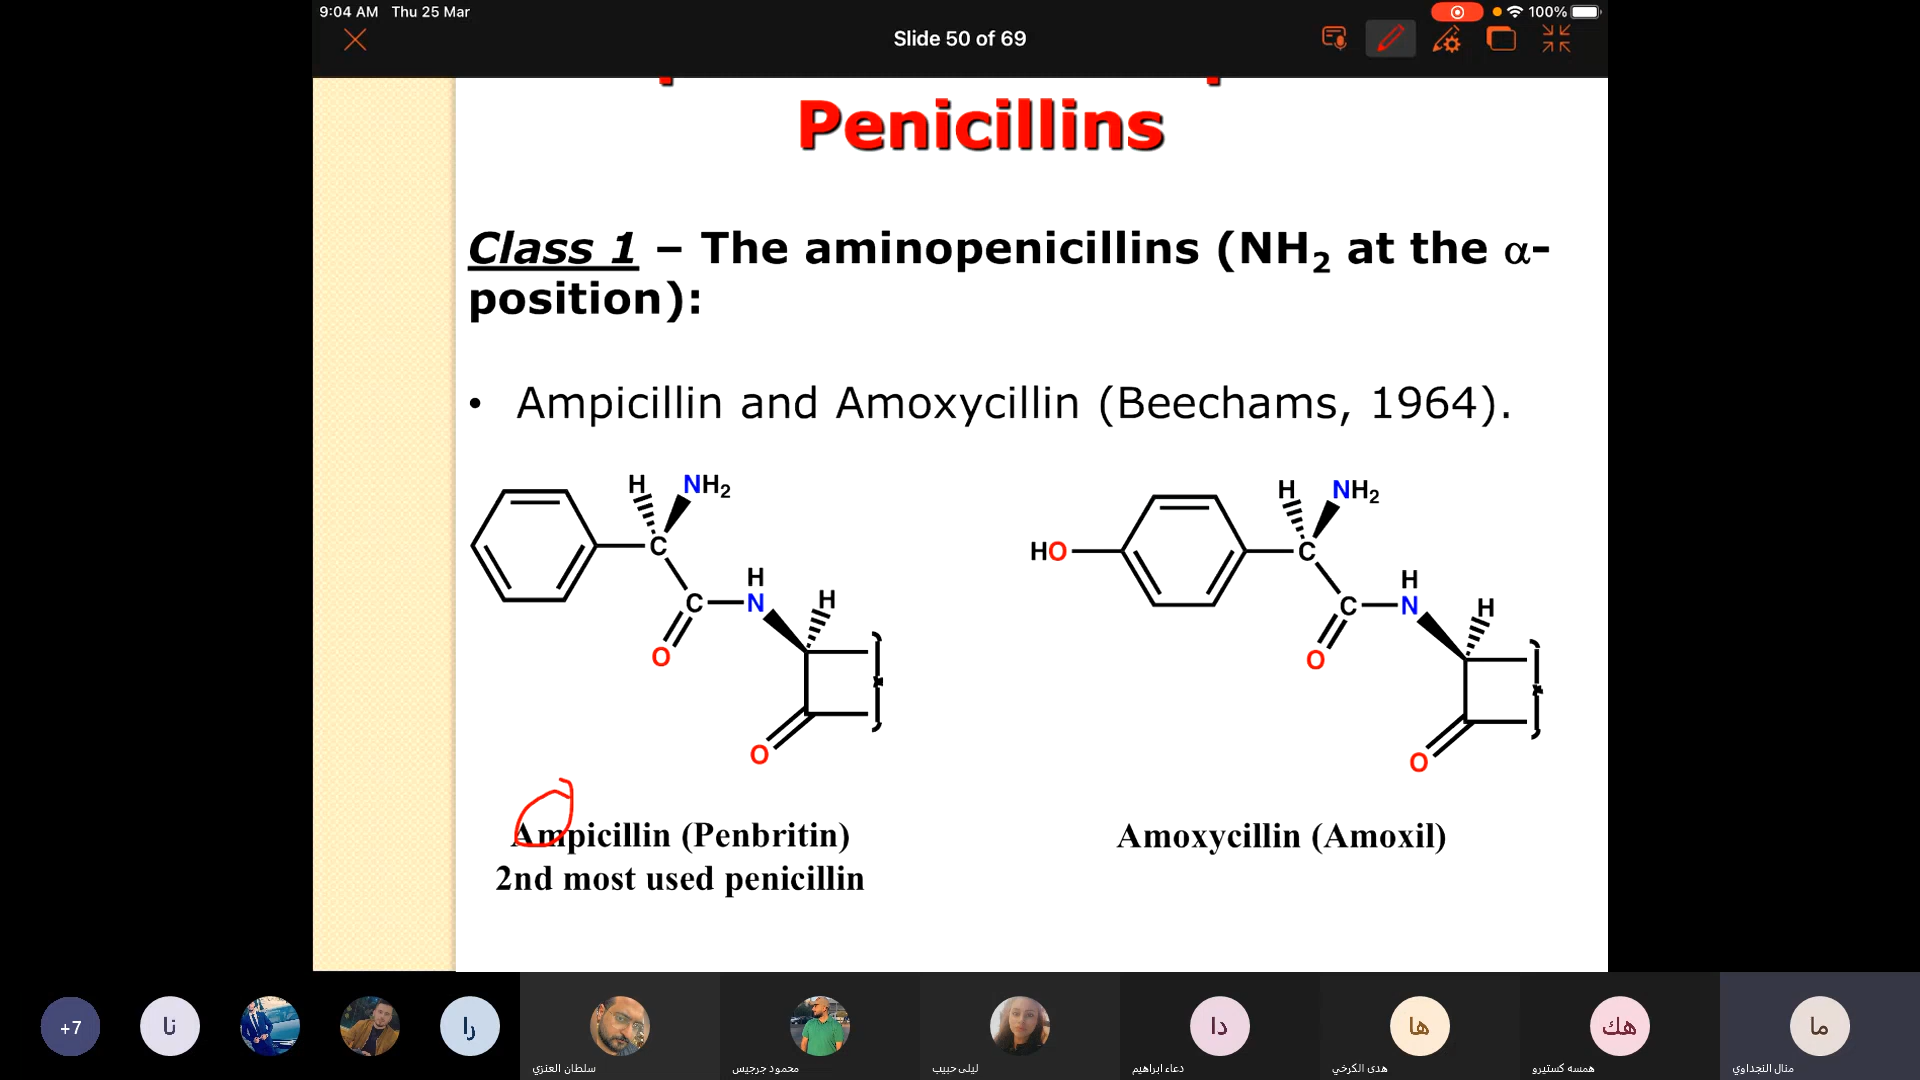 9:04 AM Thu 25 Mar
100%
Slide 50 of 69
Penicillins
Class 1 – The aminopenicillins (NH2 at the α-
position):
• Ampicillin and Amoxycillin (Beechams, 1964).
H NH2
C
H
C N H
O
O
H NH2
HO C
H
C N H
O
O
Ampicillin (Penbritin)
2nd most used penicillin
Amoxycillin (Amoxil)
+7
نا
را
دا
ها
هك
ما
سلطان العنزي
محمود جرجيس
ليلى حبيب
دعاء ابراهيم
هدى الكرخي
همسه كستيرو
منال النجداوي